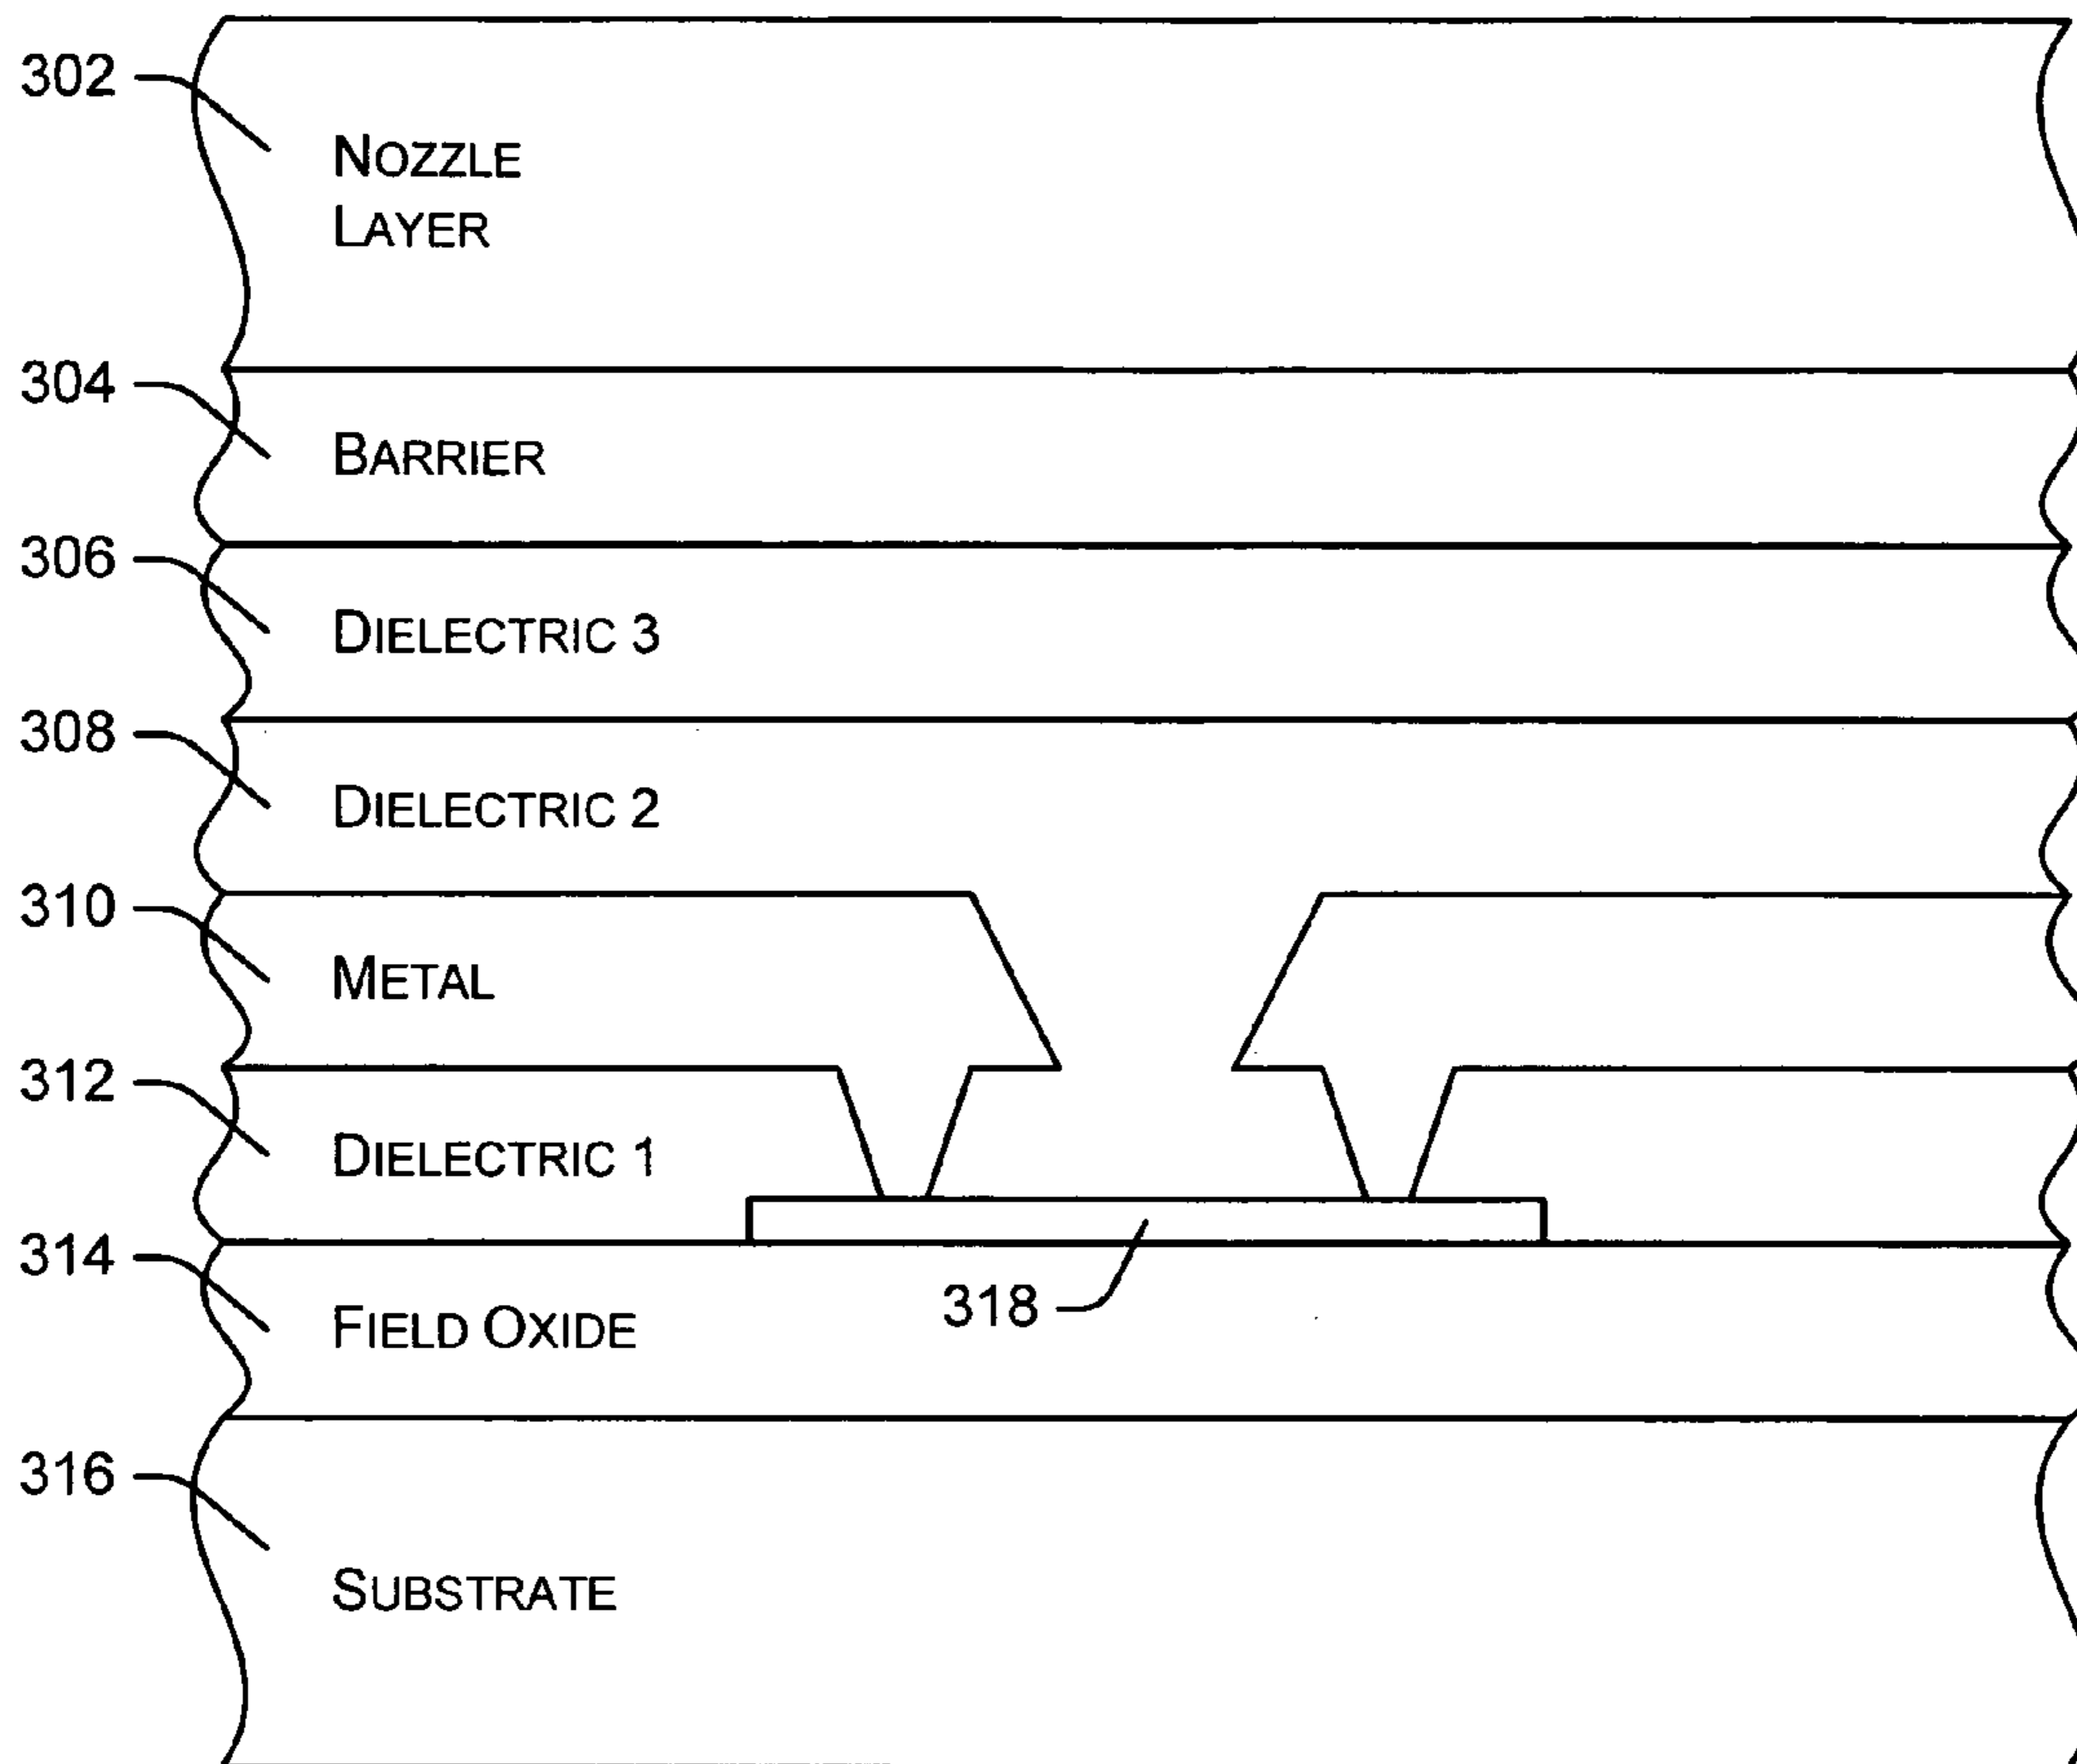 302
NOZZLE
LAYER
304
BARRIER
306
DIELECTRIC 3
308
DIELECTRIC 2
310
METAL
312
DIELECTRIC 1
314
318
FIELD OXIDE
316
SUBSTRATE